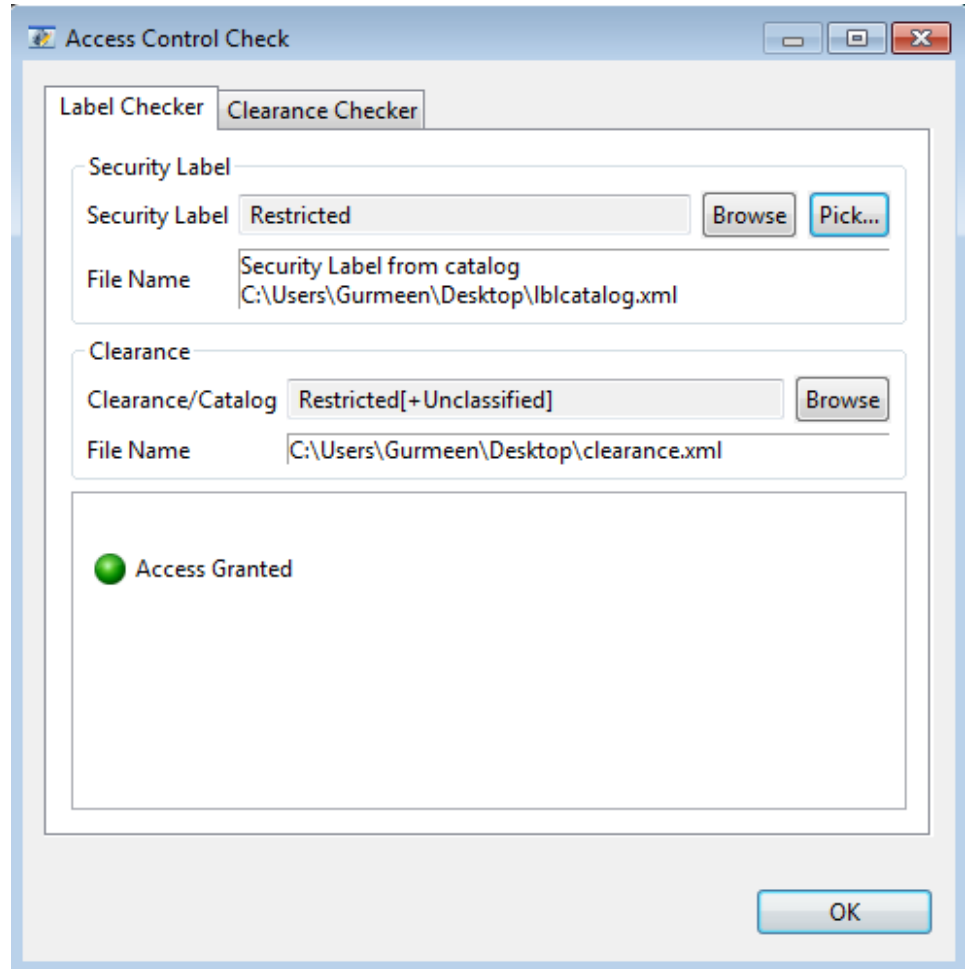 Access Control Check
Label Checker
Clearance Checker
Security Label
Security Label Restricted Browse Pick...
File Name
Security Label from catalog
C:\Users\Gurmeen\Desktop\lblcatalog.xml
Clearance
Clearance/Catalog Restricted[+Unclassified] Browse
File Name C:\Users\Gurmeen\Desktop\clearance.xml
Access Granted
OK